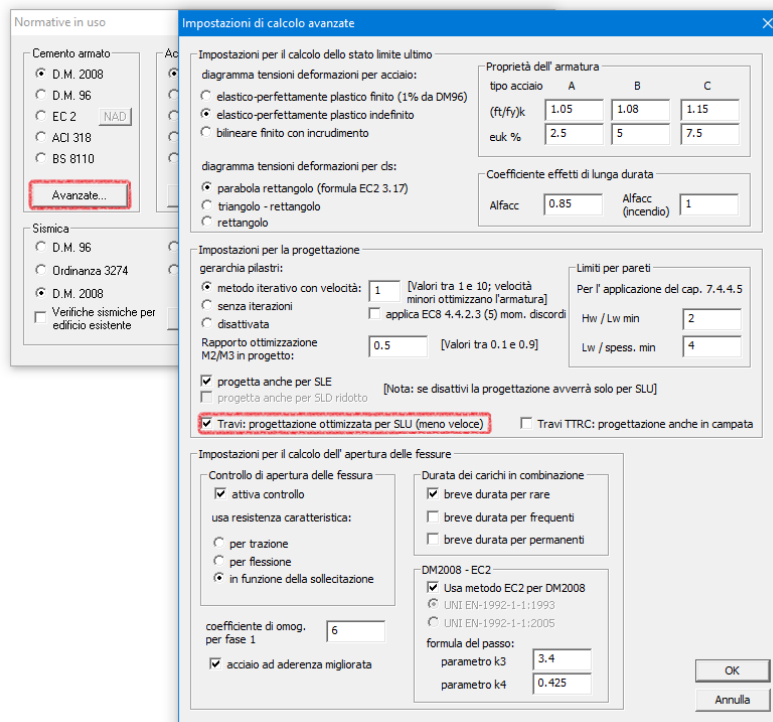 Normative in uso
Cemento armato
D.M. 2008
D.M. 96
EC 2
NAD
ACI 318
BS 8110
Avanzate...
Ac
Sismica
D.M. 96
Ordinanza 3274
D.M. 2008
Verifiche sismiche per
edificio esistente
Impostazioni di calcolo avanzate
Impostazioni per il calcolo dello stato limite ultimo
diagramma tensioni deformazioni per acciaio:
elastico-perfettamente plastico finito (1% da DM96)
elastico-perfettamente plastico indefinito
bilineare finito con incrudimento
diagramma tensioni deformazioni per cls:
parabola rettangolo (formula EC2 3.17)
triangolo - rettangolo
rettangolo
Proprietà dell' armatura
tipo acciaio A B C
(ft/fy)k 1.05 1.08 1.15
euk % 2.5 5 7.5
Coefficiente effetti di lunga durata
Alfacc 0.85 Alfacc
(incendio) 1
Impostazioni per la progettazione
gerarchia pilastri:
metodo iterativo con velocità: 1 [Valori tra 1 e 10; velocità
minori ottimizzano l'armatura]
senza iterazioni
applica EC8 4.4.2.3 (5) mom. discordi
disattivata
Rapporto ottimizzazione
M2/M3 in progetto: 0.5 [Valori tra 0.1 e 0.9]
Limiti per pareti
Per l' applicazione del cap. 7.4.4.5
Hw / Lw min 2
Lw / spess. min 4
progetta anche per SLE
[Nota: se disattivi la progettazione avverrà solo per SLU]
progetta anche per SLD ridotto
Travi: progettazione ottimizzata per SLU (meno veloce)
Travi TTRC: progettazione anche in campata
Impostazioni per il calcolo dell' apertura delle fessure
Controllo di apertura delle fessura
attiva controllo
usa resistenza caratteristica:
per trazione
per flessione
in funzione della sollecitazione
coefficiente di omog.
per fase 1 6
acciaio ad aderenza migliorata
Durata dei carichi in combinazione
breve durata per rare
breve durata per frequenti
breve durata per permanenti
DM2008 - EC2
Usa metodo EC2 per DM2008
UNI EN-1992-1-1:1993
UNI EN-1992-1-1:2005
formula del passo:
parametro k3 3.4
parametro k4 0.425
OK
Annulla